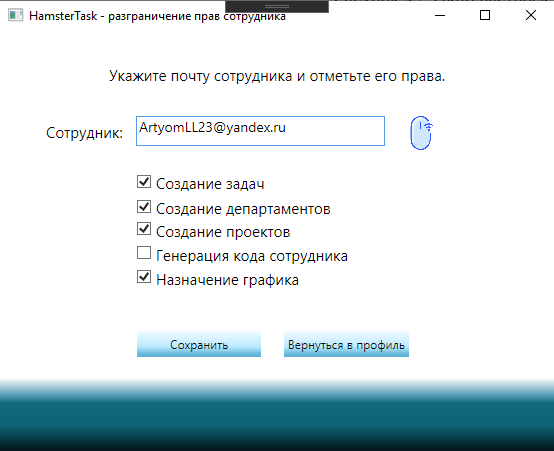 HamsterTask - разграничение прав сотрудника
Укажите почту сотрудника и отметьте его права.
Сотрудник: ArtyomLL23@yandex.ru
Создание задач
Создание департаментов
Создание проектов
Генерация кода сотрудника
Назначение графика
Сохранить Вернуться в профиль